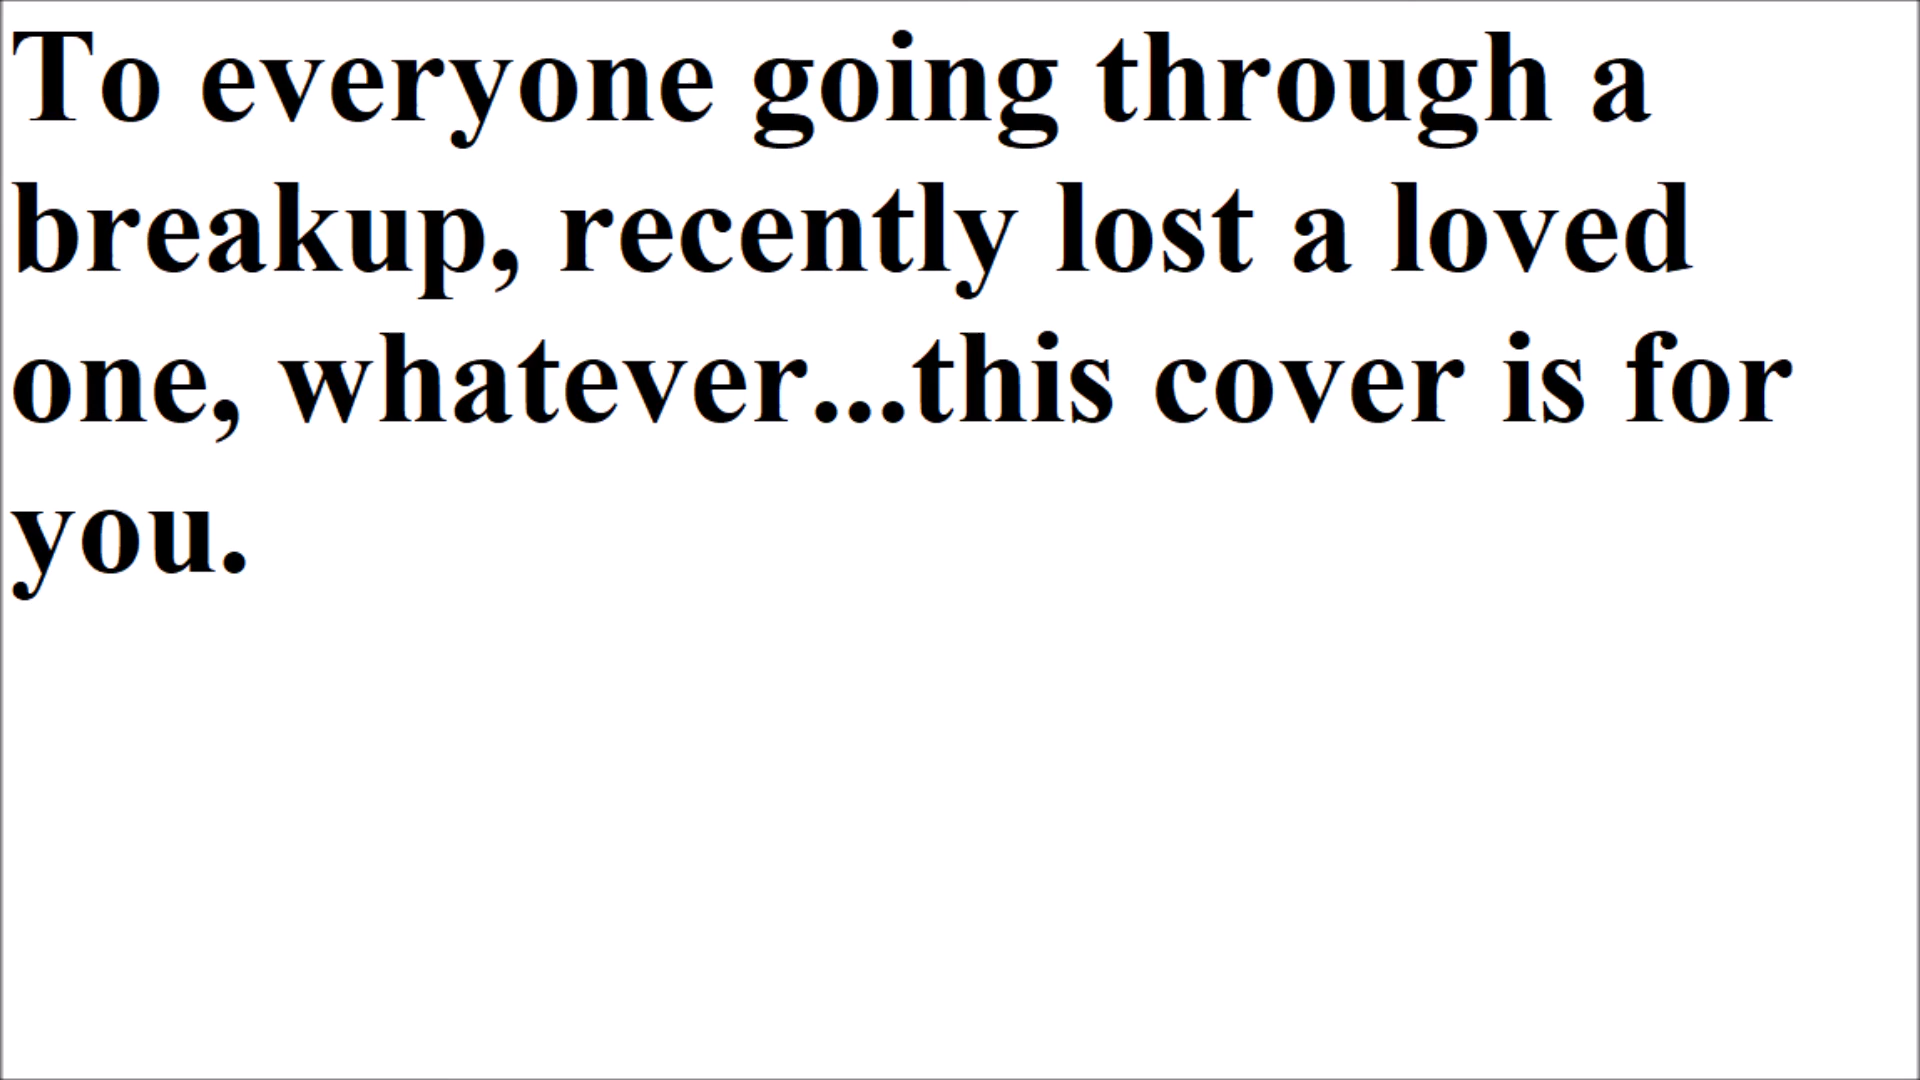 To everyone going through a
breakup, recently lost a loved
one, whatever...this cover is for
you.